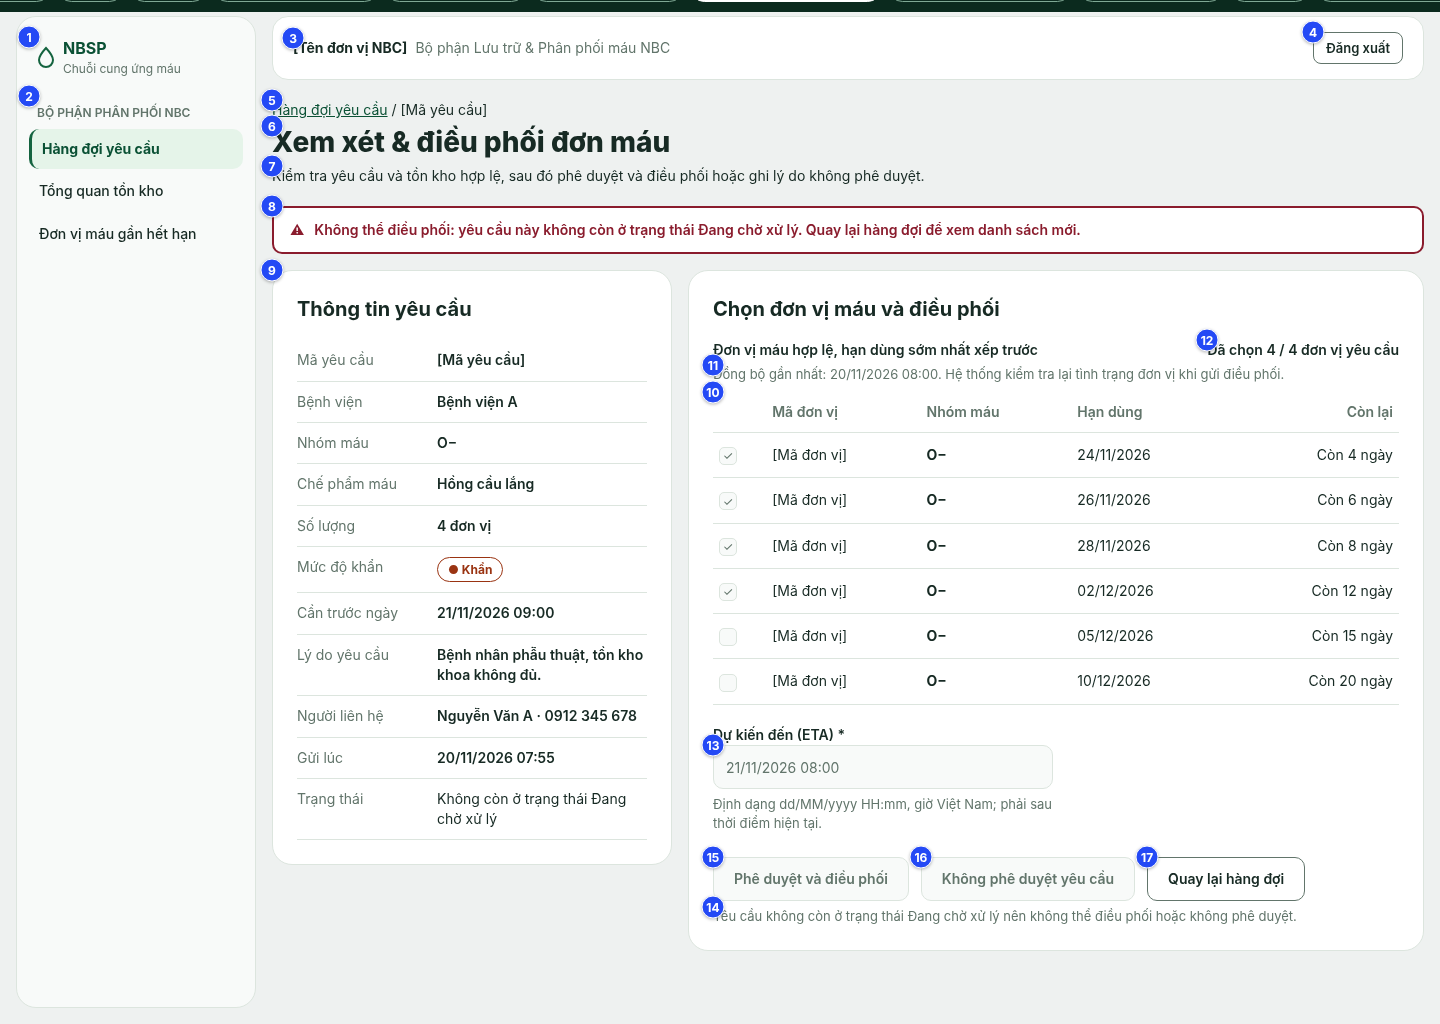 1
NBSP
Chuỗi cung ứng máu
2
BỘ PHẬN PHÂN PHỐI NBC
Hàng đợi yêu cầu
Tổng quan tồn kho
Đơn vị máu gần hết hạn
3
[Tên đơn vị NBC] Bộ phận Lưu trữ & Phân phối máu NBC
4
Đăng xuất
5
Hàng đợi yêu cầu / [Mã yêu cầu]
6
Xem xét & điều phối đơn máu
7
Kiểm tra yêu cầu và tồn kho hợp lệ, sau đó phê duyệt và điều phối hoặc ghi lý do không phê duyệt.
8
⚠ Không thể điều phối: yêu cầu này không còn ở trạng thái Đang chờ xử lý. Quay lại hàng đợi để xem danh sách mới.
9
Thông tin yêu cầu
Mã yêu cầu [Mã yêu cầu]
Bệnh viện Bệnh viện A
Nhóm máu O−
Chế phẩm máu Hồng cầu lắng
Số lượng 4 đơn vị
Mức độ khẩn Khẩn
Cần trước ngày 21/11/2026 09:00
Lý do yêu cầu Bệnh nhân phẫu thuật, tồn kho
khoa không đủ.
Người liên hệ Nguyễn Văn A · 0912 345 678
Gửi lúc 20/11/2026 07:55
Trạng thái Không còn ở trạng thái Đang
chờ xử lý
Chọn đơn vị máu và điều phối
12
Đơn vị máu hợp lệ, hạn dùng sớm nhất xếp trước Đã chọn 4 / 4 đơn vị yêu cầu
11
Đồng bộ gần nhất: 20/11/2026 08:00. Hệ thống kiểm tra lại tình trạng đơn vị khi gửi điều phối.
10
Mã đơn vị Nhóm máu Hạn dùng Còn lại
[Mã đơn vị] O− 24/11/2026 Còn 4 ngày
[Mã đơn vị] O− 26/11/2026 Còn 6 ngày
[Mã đơn vị] O− 28/11/2026 Còn 8 ngày
[Mã đơn vị] O− 02/12/2026 Còn 12 ngày
[Mã đơn vị] O− 05/12/2026 Còn 15 ngày
[Mã đơn vị] O− 10/12/2026 Còn 20 ngày
Dự kiến đến (ETA) *
13
21/11/2026 08:00
Định dạng dd/MM/yyyy HH:mm, giờ Việt Nam; phải sau
thời điểm hiện tại.
15 16 17
Phê duyệt và điều phối Không phê duyệt yêu cầu Quay lại hàng đợi
14
Yêu cầu không còn ở trạng thái Đang chờ xử lý nên không thể điều phối hoặc không phê duyệt.